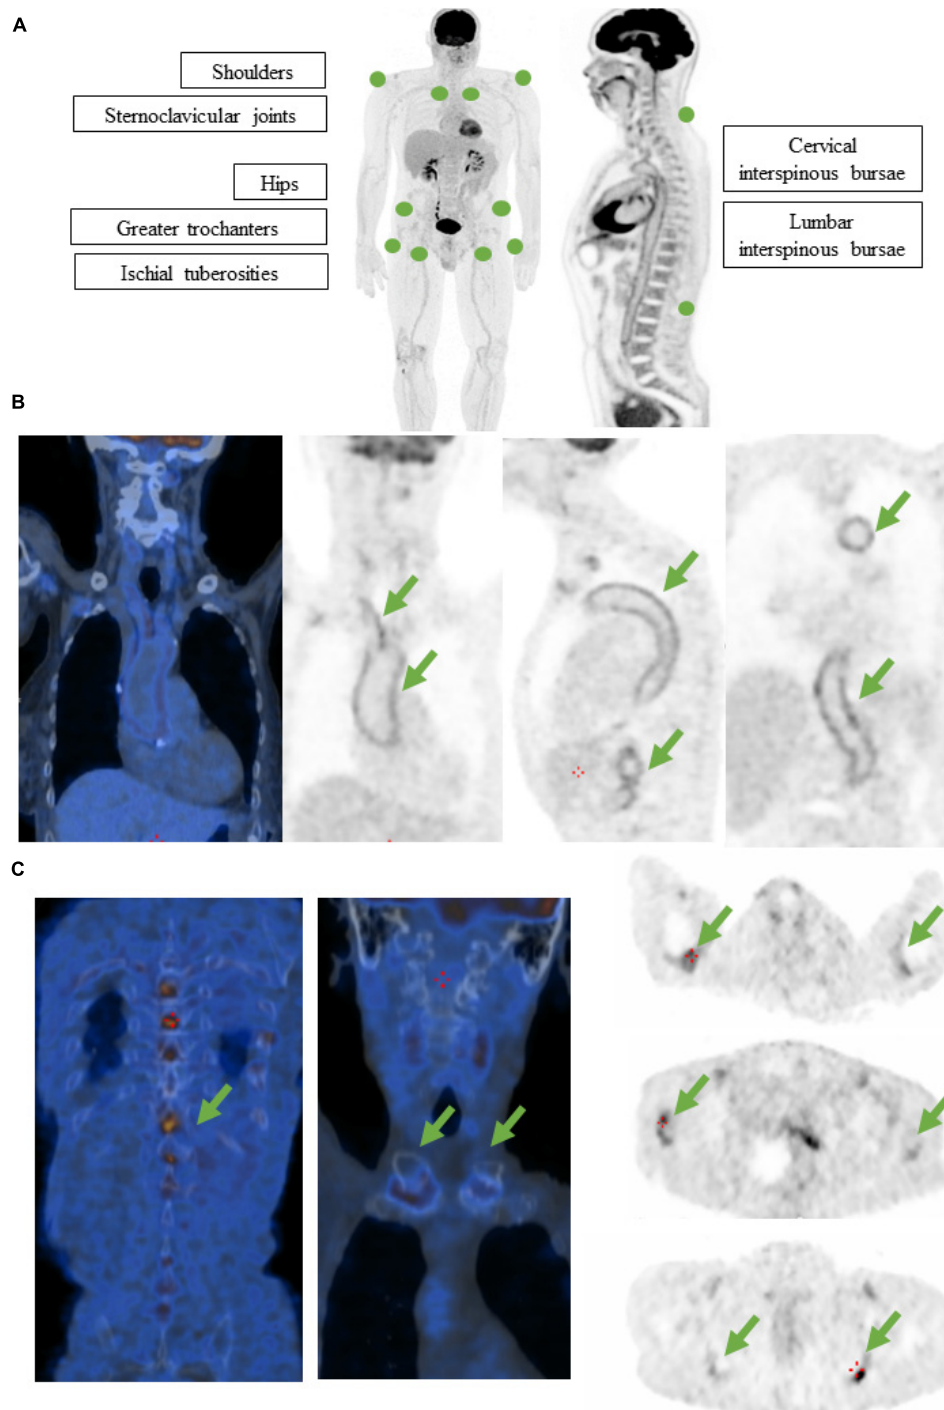 A
Shoulders
Sternoclavicular joints
Hips
Greater trochanters
Ischial tuberosities
Cervical
interspinous bursae
Lumbar
interspinous bursae
B
C